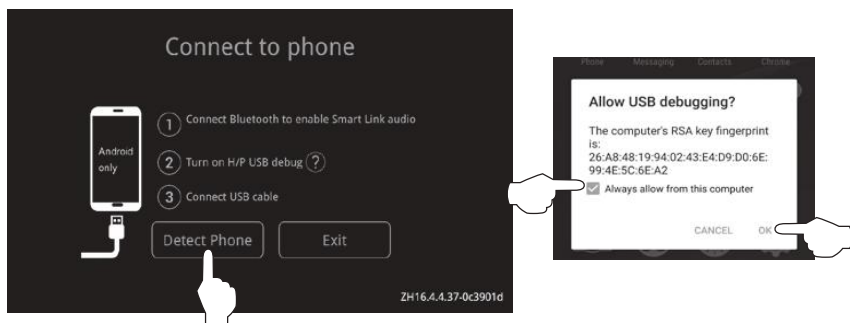 Connect to phone
Android
only
1 Connect Bluetooth to enable Smart Link audio
2 Turn on H/P USB debug ?
3 Connect USB cable
Detect Phone
Exit
ZH16.4.4.37-0c3901d
Phone Messaging Contacts Chrome
Allow USB debugging?
The computer's RSA key fingerprint
is:
26:A8:48:19:94:02:43:E4:D9:D0:6E:
99:4E:5C:6E:A2
Always allow from this computer
CANCEL OK